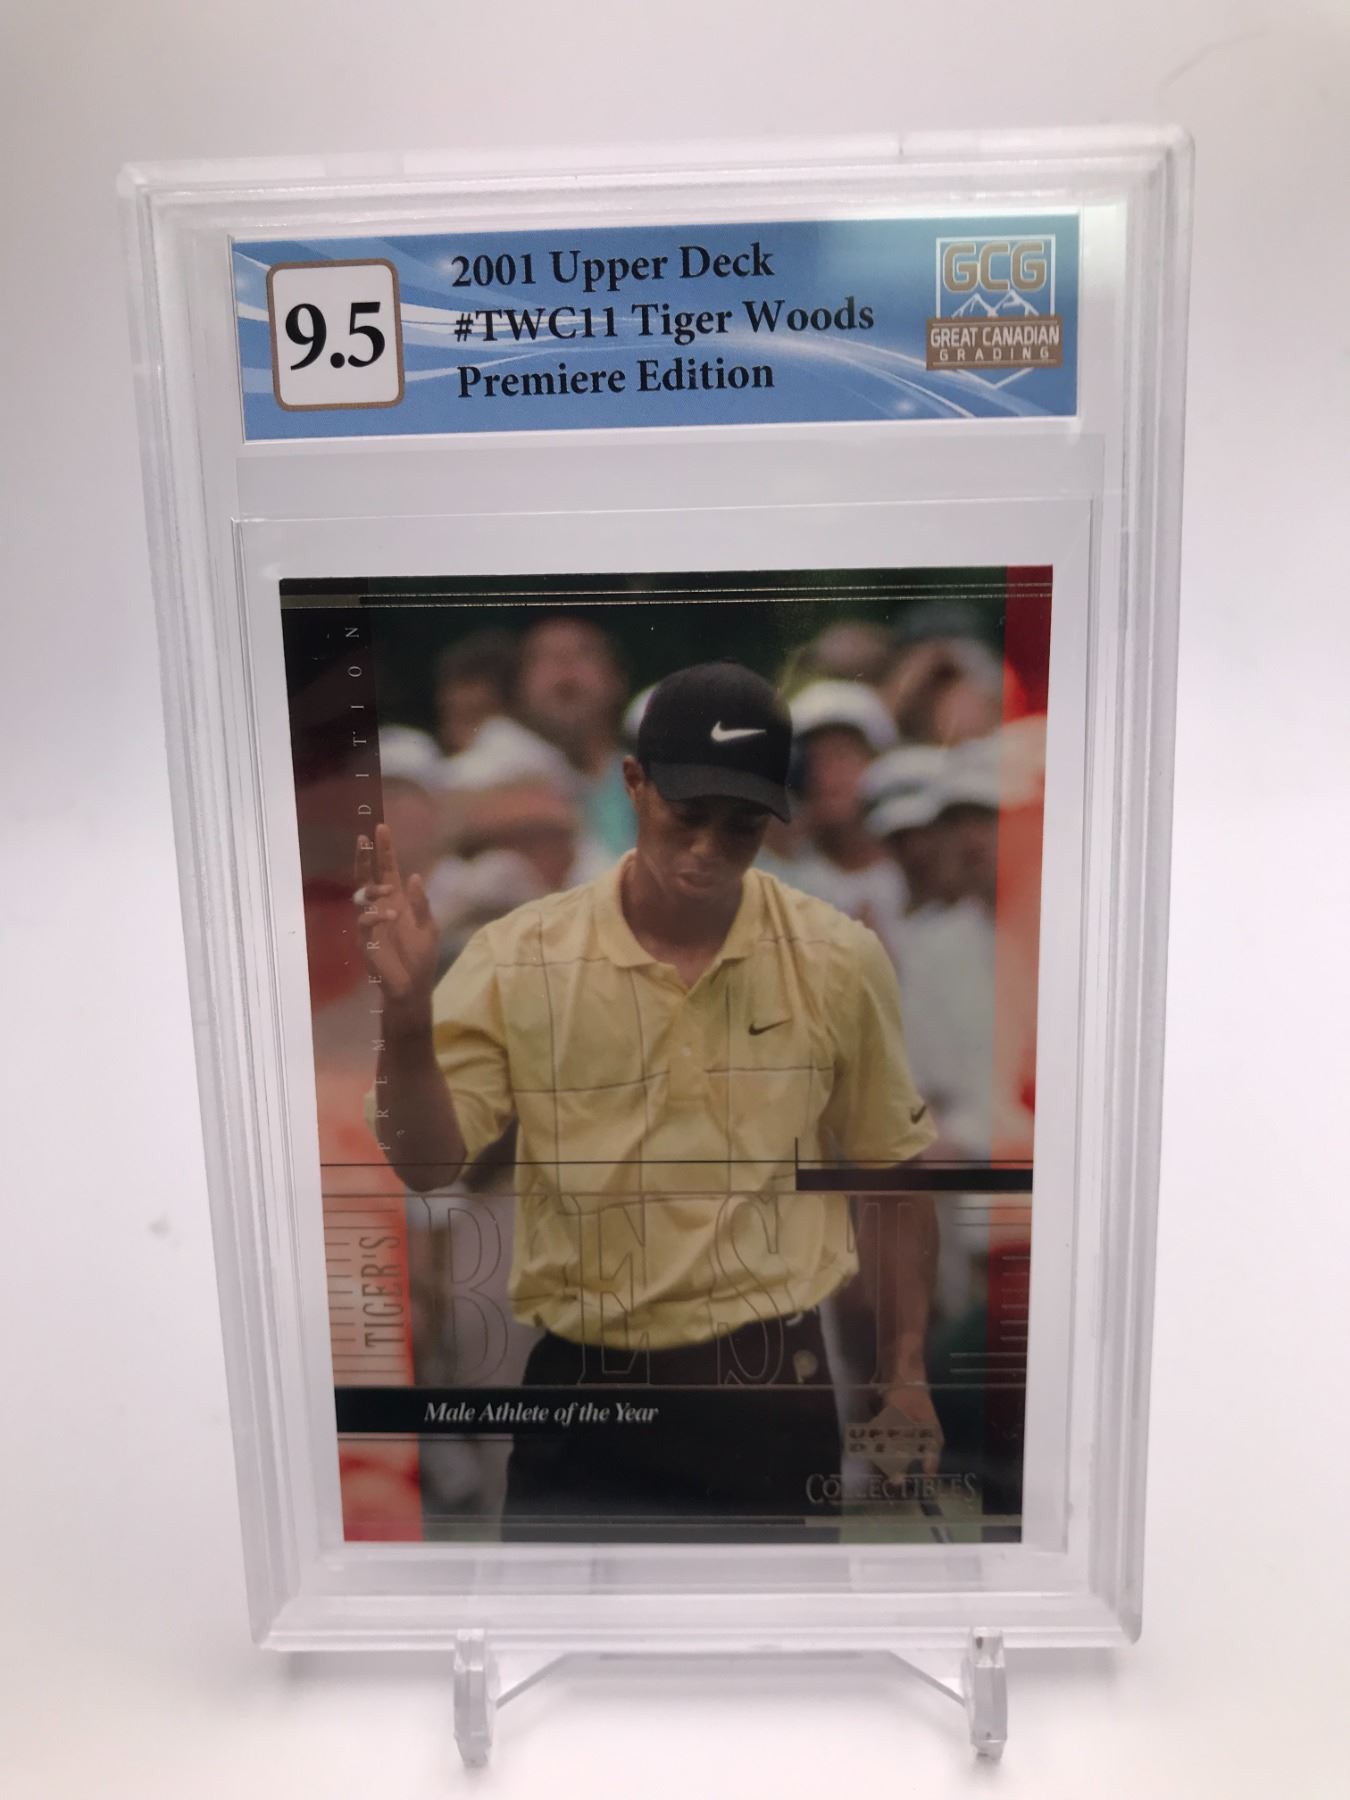 9.5
2001 Upper Deck
#TWC11 Tiger Woods
Premiere Edition
GCG
GREAT CANADIAN
GRADING
PREMIERE EDITION
TIGER'S
BEST
Male Athlete of the Year
UPPER
DECK
COLLECTIBLES